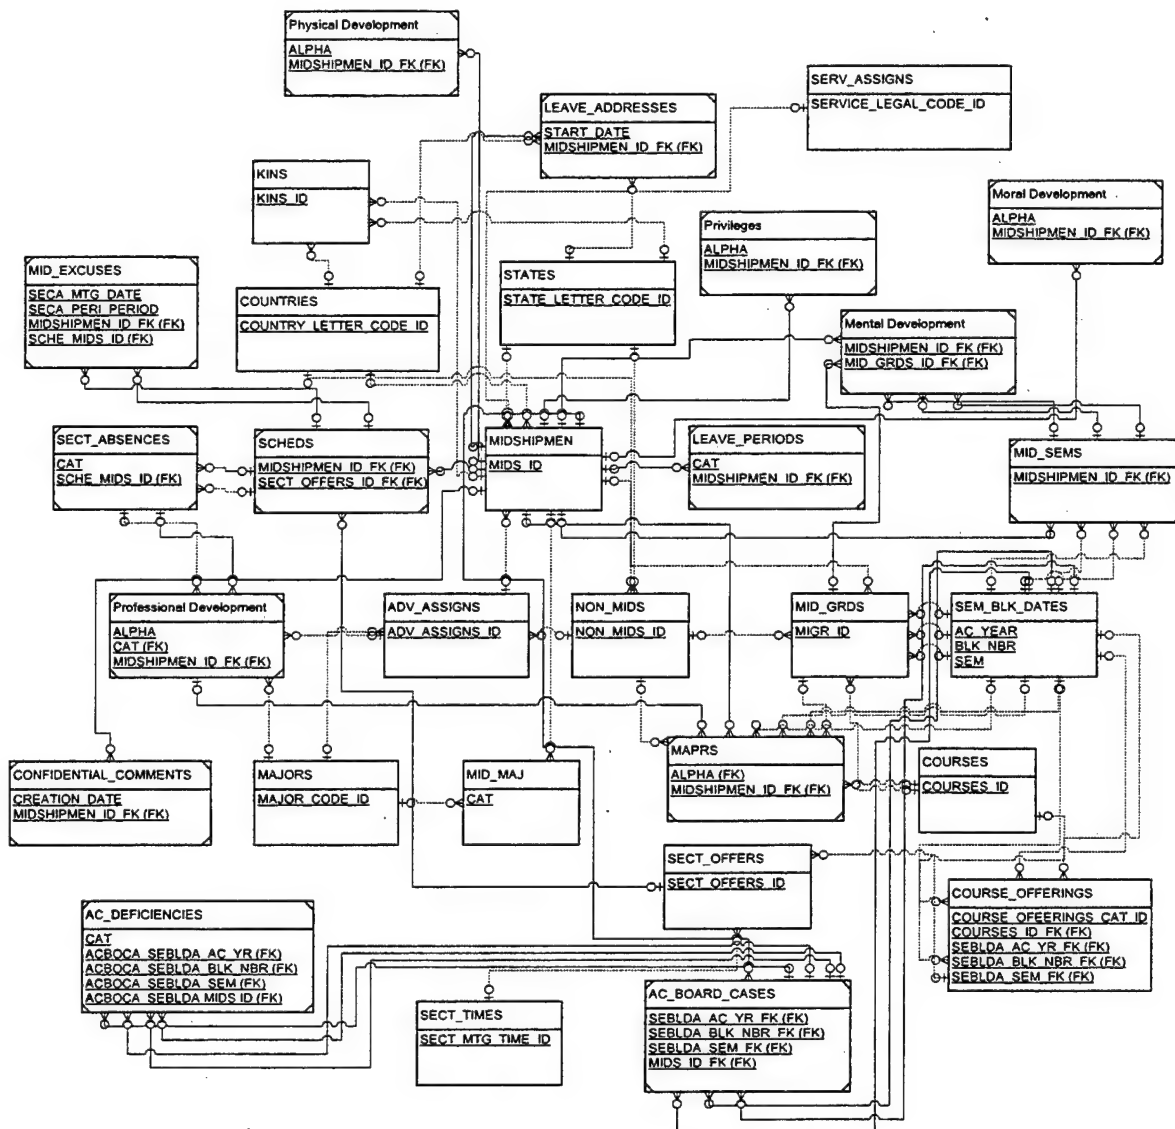 Physical Development
ALPHA
MIDSHIPMEN_ID_FK (FK)
LEAVE_ADDRESSES
START_DATE
MIDSHIPMEN_ID_FK (FK)
SERV_ASSIGNS
SERVICE_LEGAL_CODE_ID
KINS
KINS_ID
Privileges
ALPHA
MIDSHIPMEN_ID_FK (FK)
Moral Development
ALPHA
MIDSHIPMEN_ID_FK (FK)
MID_EXCUSES
SECA_MTG_DATE
SECA_PERI_PERIOD
MIDSHIPMEN_ID_FK (FK)
SCHE_MIDS_ID (FK)
COUNTRIES
COUNTRY_LETTER_CODE_ID
STATES
STATE_LETTER_CODE_ID
Mental Development
MIDSHIPMEN_ID_FK (FK)
MID_GRDS_ID_FK (FK)
SECT_ABSENCES
CAT
SCHE_MIDS_ID (FK)
SCHEDS
MIDSHIPMEN_ID_FK (FK)
SECT_OFFERS_ID_FK (FK)
MIDSHIPMEN
MIDS_ID
LEAVE_PERIODS
CAT
MIDSHIPMEN_ID_FK (FK)
MID_SEMS
MIDSHIPMEN_ID_FK (FK)
Professional Development
ALPHA
CAT (FK)
MIDSHIPMEN_ID_FK (FK)
ADV_ASSIGNS
ADV_ASSIGNS_ID
NON_MIDS
NON_MIDS_ID
MID_GRDS
MIGR_ID
SEM_BLK_DATES
AC_YEAR
BLK_NBR
SEM
CONFIDENTIAL_COMMENTS
CREATION_DATE
MIDSHIPMEN_ID_FK (FK)
MAJORS
MAJOR_CODE_ID
MID_MAJ
CAT
MAPRS
ALPHA (FK)
MIDSHIPMEN_ID_FK (FK)
COURSES
COURSES_ID
SECT_OFFERS
SECT_OFFERS_ID
COURSE_OFFERINGS
COURSE_OFEERINGS_CAT_ID
COURSES_ID_FK (FK)
SEBLDA_AC_YR_FK (FK)
SEBLDA_BLK_NBR_FK (FK)
SEBLDA_SEM_FK (FK)
AC_DEFICIENCIES
CAT
ACBOCA_SEBLDA_AC_YR (FK)
ACBOCA_SEBLDA_BLK_NBR (FK)
ACBOCA_SEBLDA_SEM (FK)
ACBOCA_SEBLDA_MIDS_ID (FK)
SECT_TIMES
SECT_MTG_TIME_ID
AC_BOARD_CASES
SEBLDA_AC_YR_FK (FK)
SEBLDA_BLK_NBR_FK (FK)
SEBLDA_SEM_FK (FK)
MIDS_ID_FK (FK)